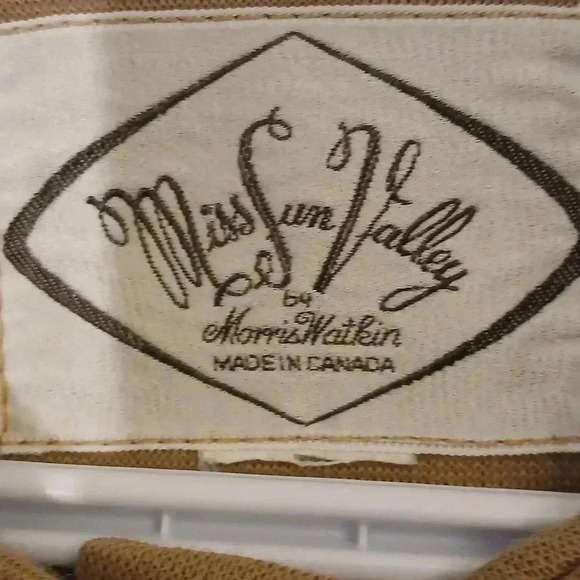 Miss Sun Valley
by
Morris Watkin
MADE IN CANADA